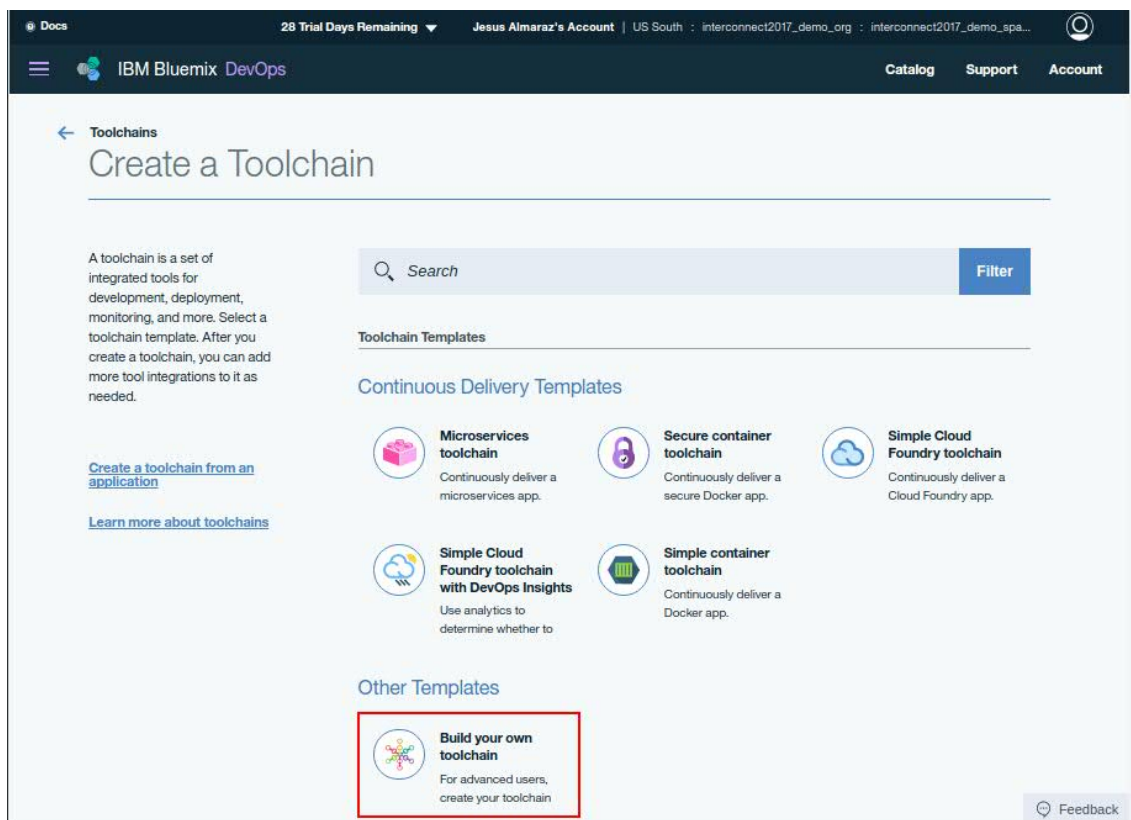 Docs
28 Trial Days Remaining
Jesus Almaraz's Account | US South : interconnect2017_demo_org : interconnect2017_demo_spa...
IBM Bluemix DevOps
Catalog
Support
Account
Toolchains
Create a Toolchain
A toolchain is a set of
integrated tools for
development, deployment,
monitoring, and more. Select a
toolchain template. After you
create a toolchain, you can add
more tool integrations to it as
needed.
Create a toolchain from an
application
Learn more about toolchains
Search
Filter
Toolchain Templates
Continuous Delivery Templates
Microservices
toolchain
Continuously deliver a
microservices app.
Secure container
toolchain
Continuously deliver a
secure Docker app.
Simple Cloud
Foundry toolchain
Continuously deliver a
Cloud Foundry app.
Simple Cloud
Foundry toolchain
with DevOps Insights
Use analytics to
determine whether to
Simple container
toolchain
Continuously deliver a
Docker app.
Other Templates
Build your own
toolchain
For advanced users,
create your toolchain
Feedback